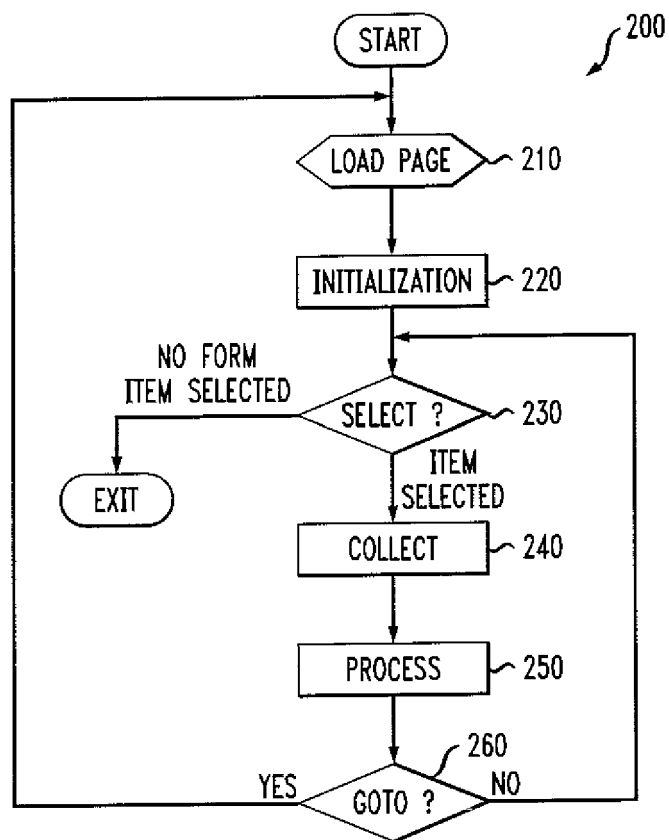 START
200
LOAD PAGE
210
INITIALIZATION
220
NO FORM
ITEM SELECTED
SELECT ?
230
EXIT
ITEM
SELECTED
COLLECT
240
PROCESS
250
260
YES
GOTO ?
NO